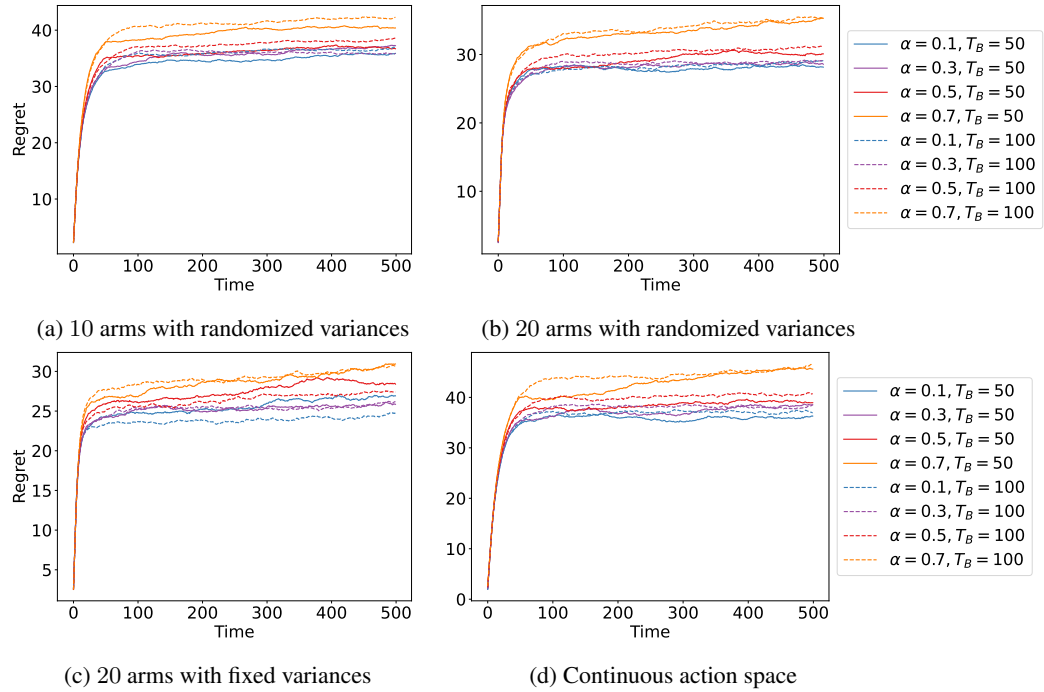 40
30
20
10
Regret
0 100 200 300 400 500
Time
(a) 10 arms with randomized variances
30
20
10
0 100 200 300 400 500
Time
(b) 20 arms with randomized variances
α = 0.1, T_B = 50
α = 0.3, T_B = 50
α = 0.5, T_B = 50
α = 0.7, T_B = 50
α = 0.1, T_B = 100
α = 0.3, T_B = 100
α = 0.5, T_B = 100
α = 0.7, T_B = 100
30
25
20
15
10
5
Regret
0 100 200 300 400 500
Time
(c) 20 arms with fixed variances
40
30
20
10
0
0 100 200 300 400 500
Time
(d) Continuous action space
α = 0.1, T_B = 50
α = 0.3, T_B = 50
α = 0.5, T_B = 50
α = 0.7, T_B = 50
α = 0.1, T_B = 100
α = 0.3, T_B = 100
α = 0.5, T_B = 100
α = 0.7, T_B = 100